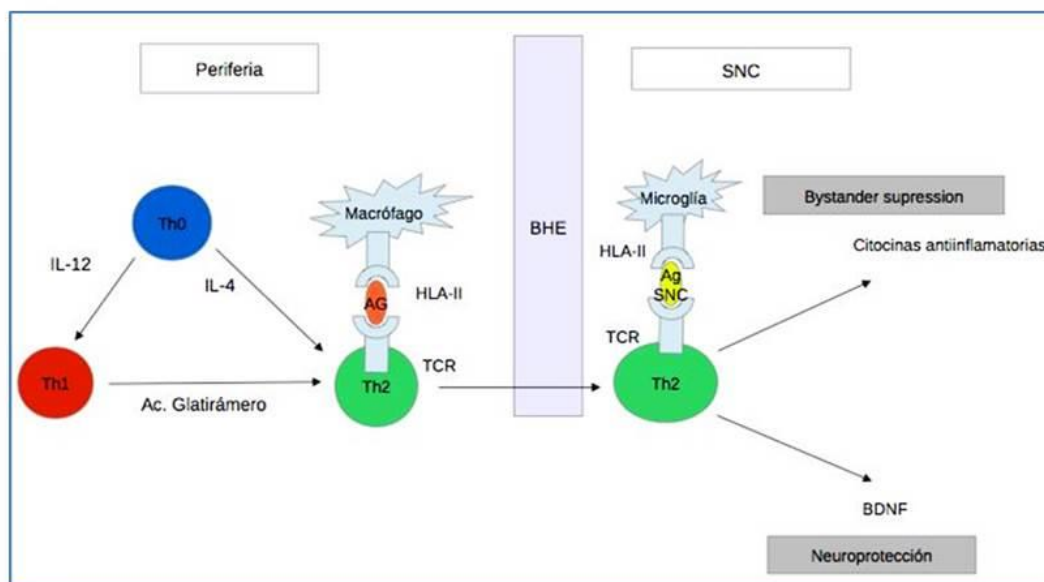 Periferia
SNC
Th0
IL-12
IL-4
Th1
Ac. Glatirámero
Macrófago
AG
HLA-II
TCR
Th2
BHE
Microglía
HLA-II
Ag
SNC
TCR
Th2
Bystander supression
Citocinas antiinflamatorias
BDNF
Neuroprotección